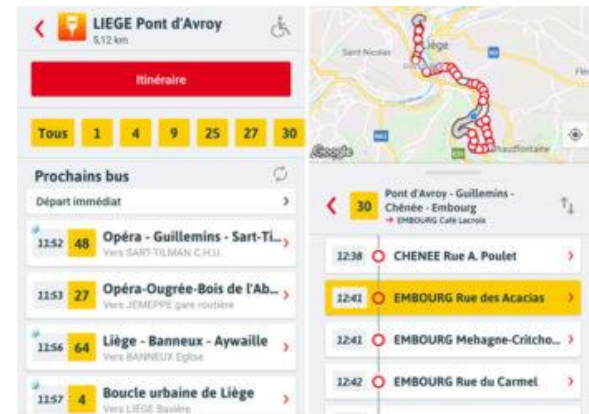 LIEGE Pont d'Avroy
5,12 km
Itinéraire
Tous 1 4 9 25 27 30
Prochains bus
Départ immédiat
11:52 48 Opéra - Guillemins - Sart-Ti...
Vers SART-TILMAN C.H.U.
11:53 27 Opéra-Ougrée-Bois de l'Ab...
Vers JEMEPPE gare routière
11:56 64 Liège - Banneux - Aywaille
Vers BANNEUX Eglise
11:57 4 Boucle urbaine de Liège
Vers LIEGE Bavière
Saint-Nicolas
Liège
Chaudfontaine
Google
30 Pont d'Avroy - Guillemins -
Chênée - Embourg
EMBOURG Café Lacroix
12:38 CHENEE Rue A. Poulet
12:41 EMBOURG Rue des Acacias
12:41 EMBOURG Mehagne-Critcho...
12:42 EMBOURG Rue du Carmel